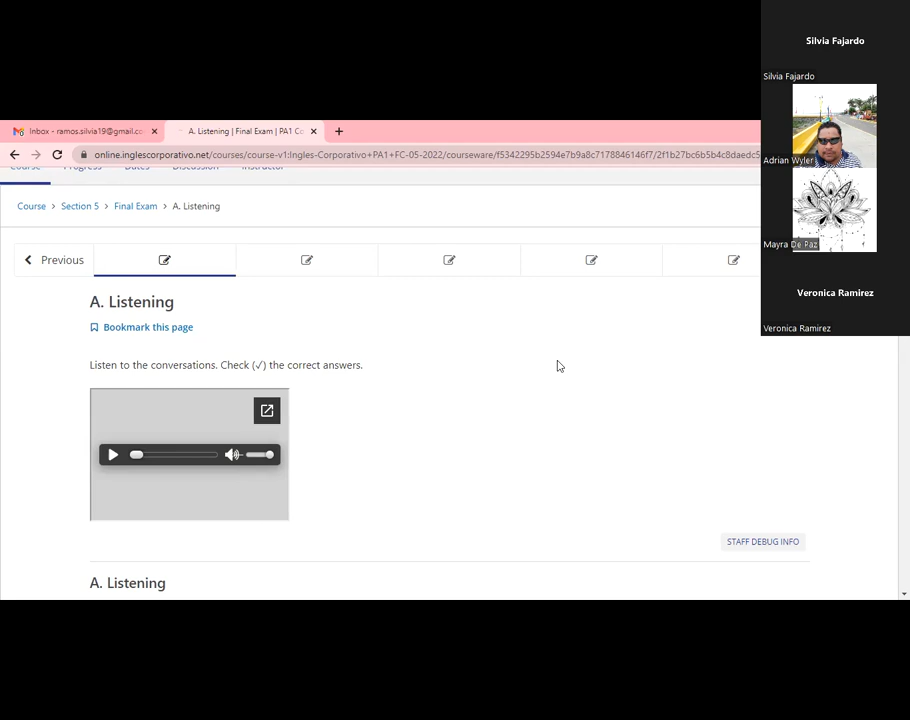 Silvia Fajardo
Silvia Fajardo
Inbox - ramos.silvia19@gmail.co
A. Listening | Final Exam | PA1 Co
online.inglescorporativo.net/courses/course-v1:Ingles-Corporativo+PA1+FC-05-2022/courseware/f5342295b2594e7b9a8c7178846146f7/2f1b27bc6b5b4c8daedc5
Adrian Wyler
Course Progress Dates Discussion Instructor
Course > Section 5 > Final Exam > A. Listening
Mayra De Paz
Previous
Veronica Ramirez
A. Listening
Veronica Ramirez
Bookmark this page
Listen to the conversations. Check (✓) the correct answers.
STAFF DEBUG INFO
A. Listening